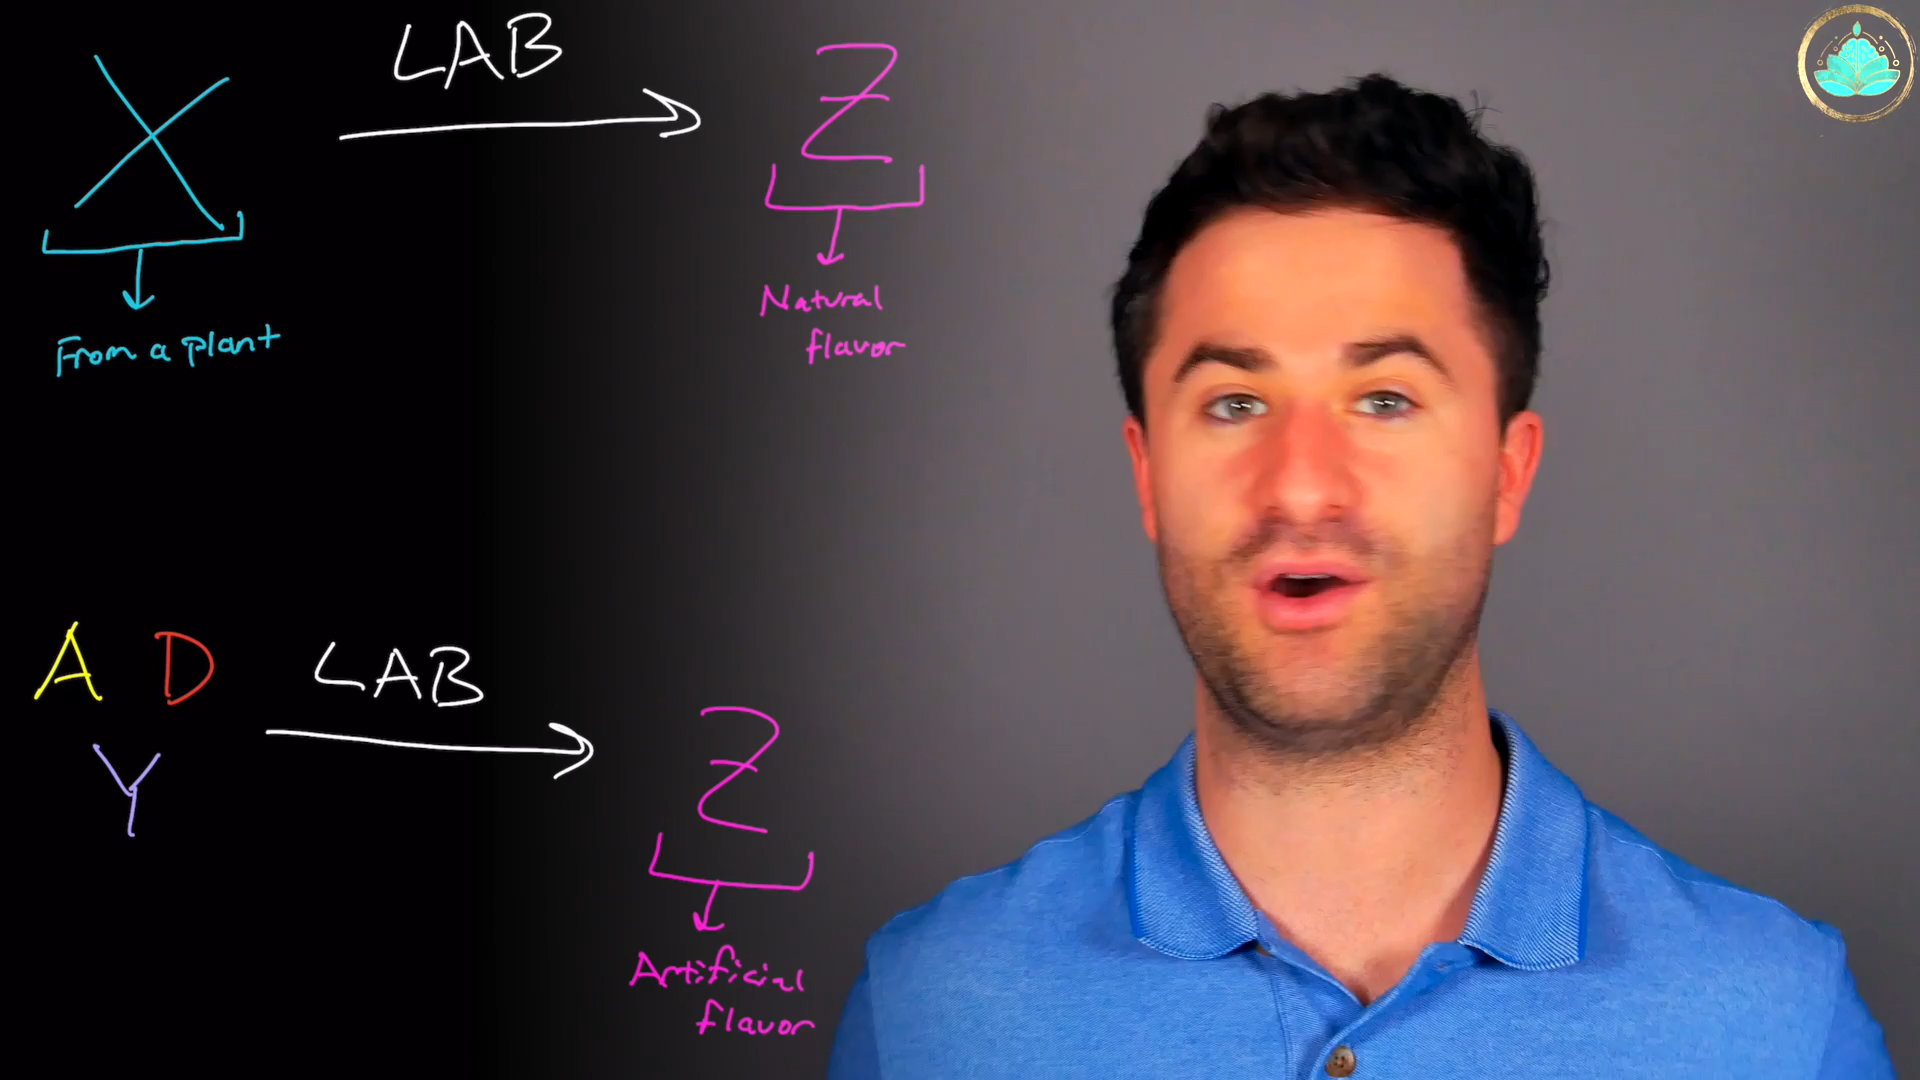 X
LAB
Z
From a plant
Natural
flavor
A D
Y
LAB
Z
Artificial
flavor